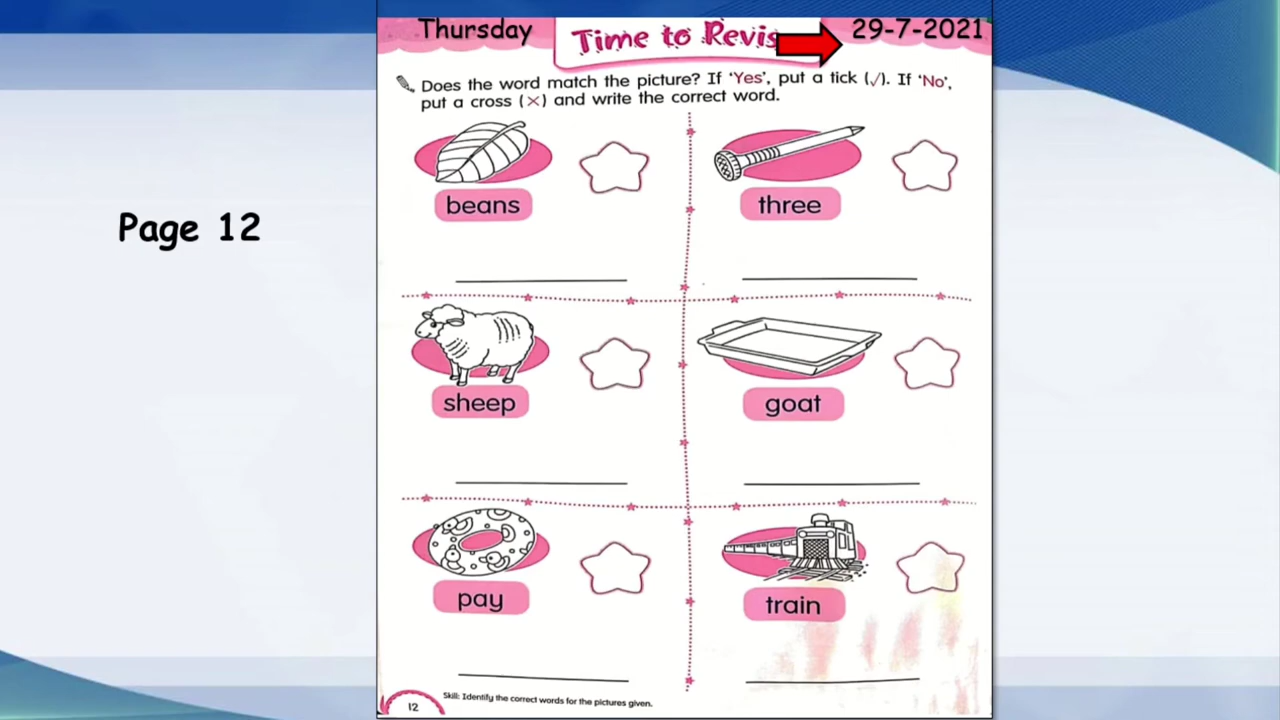 Thursday
Time to Revis
29-7-2021
Does the word match the picture? If ‘Yes’, put a tick (✓). If ‘No’,
put a cross (✕) and write the correct word.
Page 12
beans
three
sheep
goat
pay
train
Skill: Identify the correct words for the pictures given.
12